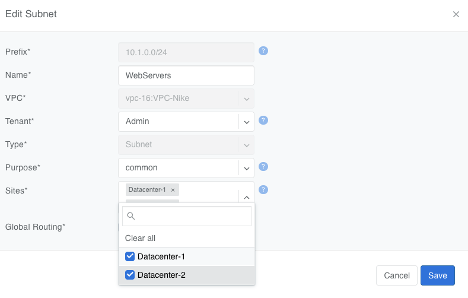 Edit Subnet ×
Prefix* 10.1.0.0/24 ?
Name* WebServers
VPC* vpc-16:VPC-Nike
Tenant* Admin ?
Type* Subnet
Purpose* common ?
Sites* Datacenter-1 × ?
Global Routing*
Clear all
Datacenter-1
Datacenter-2
Cancel Save